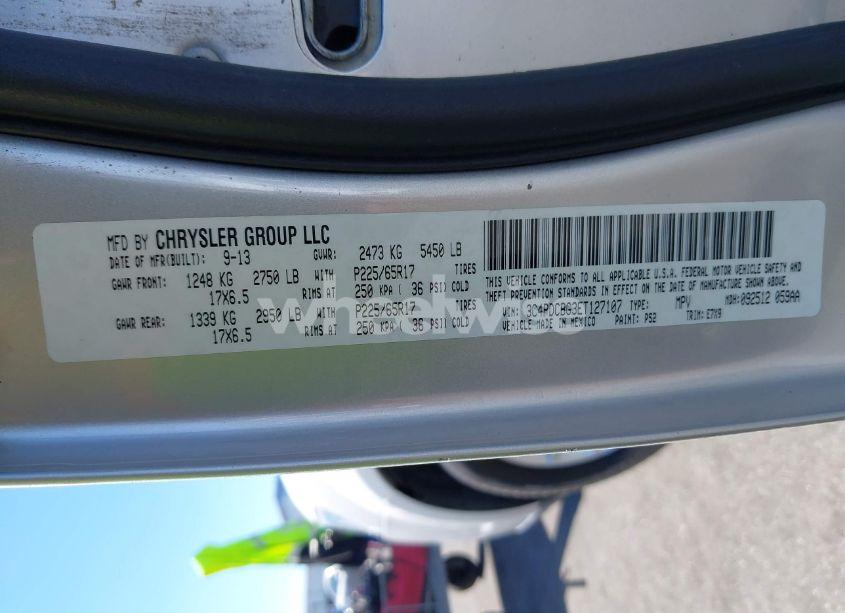 MFD BY CHRYSLER GROUP LLC
DATE OF MFR(BUILT): 9-13 GVWR: 2473 KG 5450 LB
GAWR FRONT: 1248 KG 2750 LB WITH P225/65R17 TIRES
17X6.5 RIMS AT 250 KPA ( 36 PSI) COLD
GAWR REAR: 1339 KG 2950 LB WITH P225/65R17 TIRES
17X6.5 RIMS AT 250 KPA ( 36 PSI) COLD
THIS VEHICLE CONFORMS TO ALL APPLICABLE U.S.A. FEDERAL MOTOR VEHICLE SAFETY AND
THEFT PREVENTION STANDARDS IN EFFECT ON THE DATE OF MANUFACTURE SHOWN ABOVE.
VIN: 3C4PDCBG3ET127107 TYPE: MPV MDH: 092512 059AA
MADE IN MEXICO PAINT: PS2 TRIM: E7X9